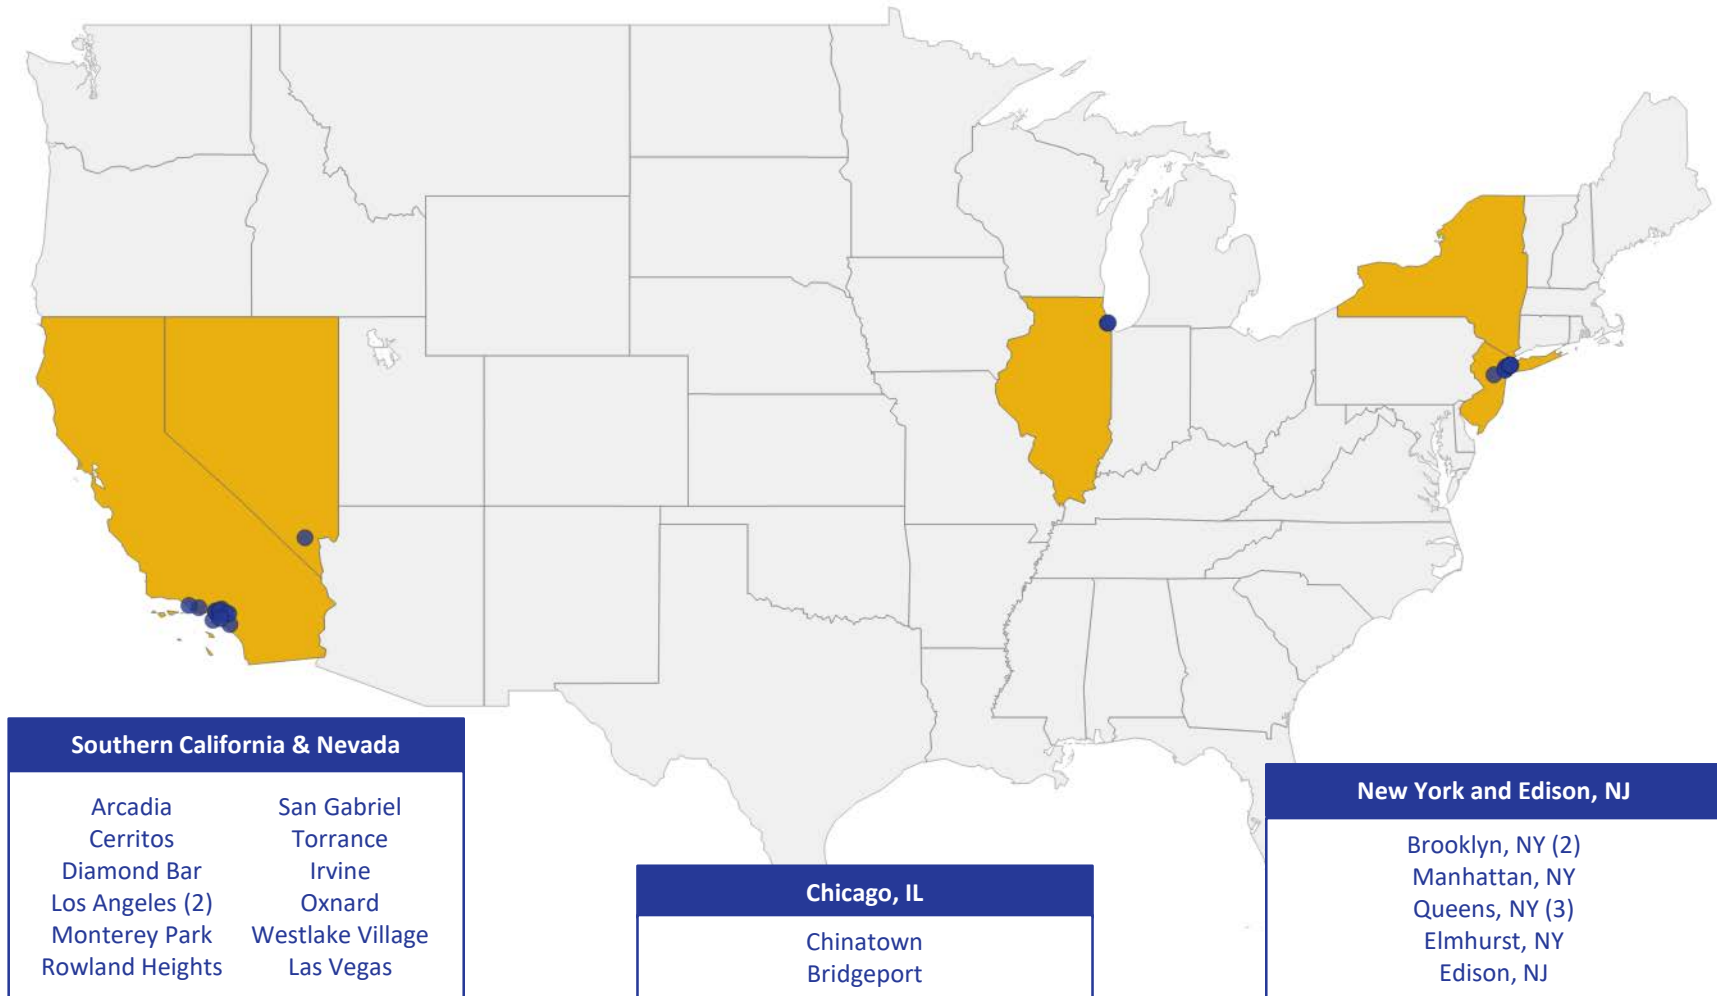 Southern California & Nevada
Arcadia
Cerritos
Diamond Bar
Los Angeles (2)
Monterey Park
Rowland Heights
San Gabriel
Torrance
Irvine
Oxnard
Westlake Village
Las Vegas
Chicago, IL
Chinatown
Bridgeport
New York and Edison, NJ
Brooklyn, NY (2)
Manhattan, NY
Queens, NY (3)
Elmhurst, NY
Edison, NJ